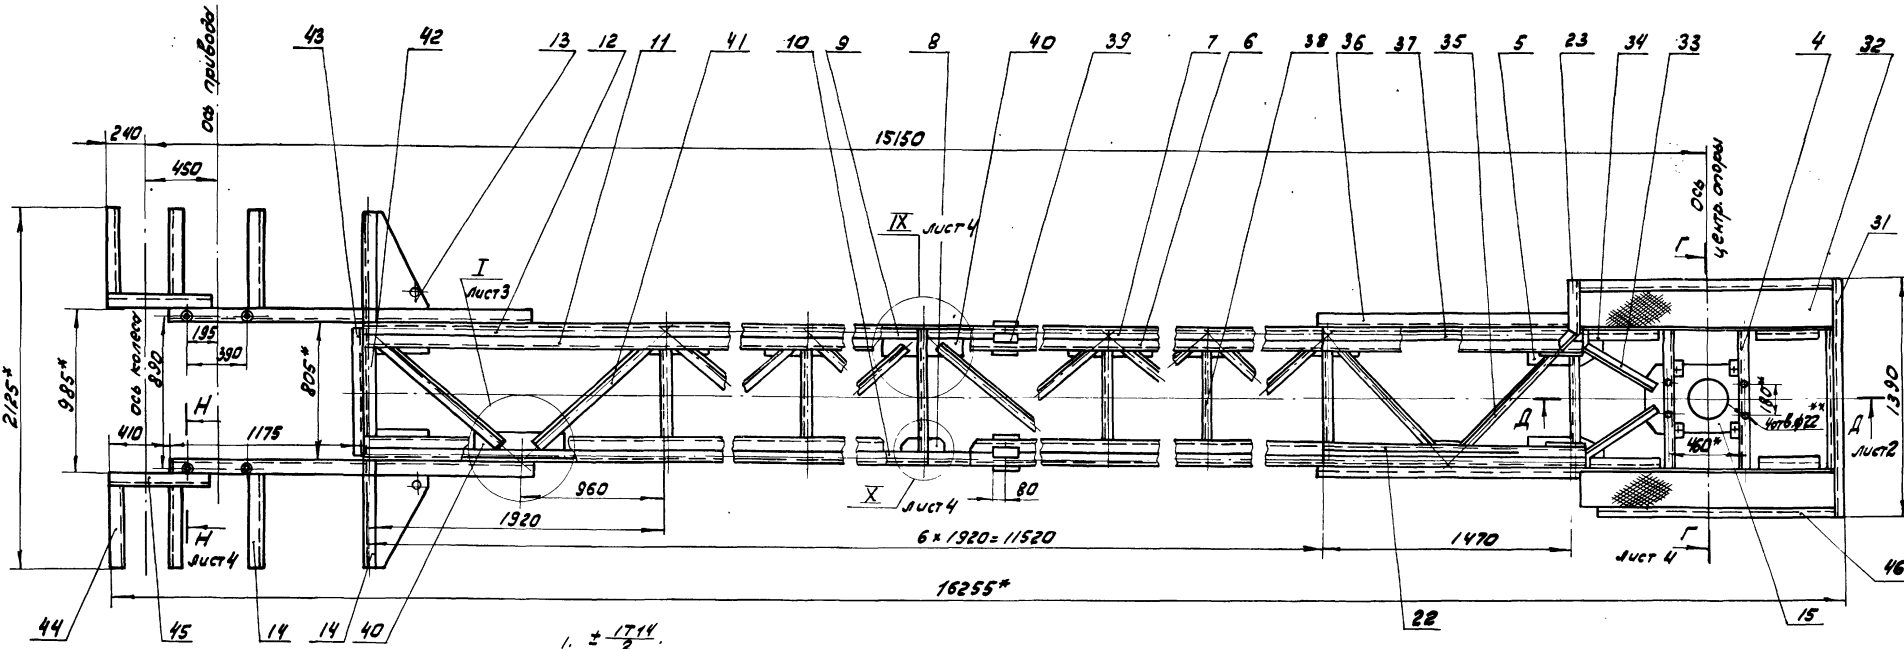 43
42
13
12
11
41
10
9
8
40
39
7
6
38
36
37
35
5
23
34
33
4
32
ось привода
240
15150
450
ось
центр. опоры
31
IX лист 4
Г
I
лист 3
2125*
985*
890
ось колеса
195
390
805*
Н
410
1175
Д
180*
4отв.ф22**
460*
Д
лист 2
1390
960
X
лист 4
80
1920
6 × 1920 = 11520
1470
Н
лист 4
Г
лист 4
46
16255*
44
45
14
14
40
22
15
1. ± IT14/2.